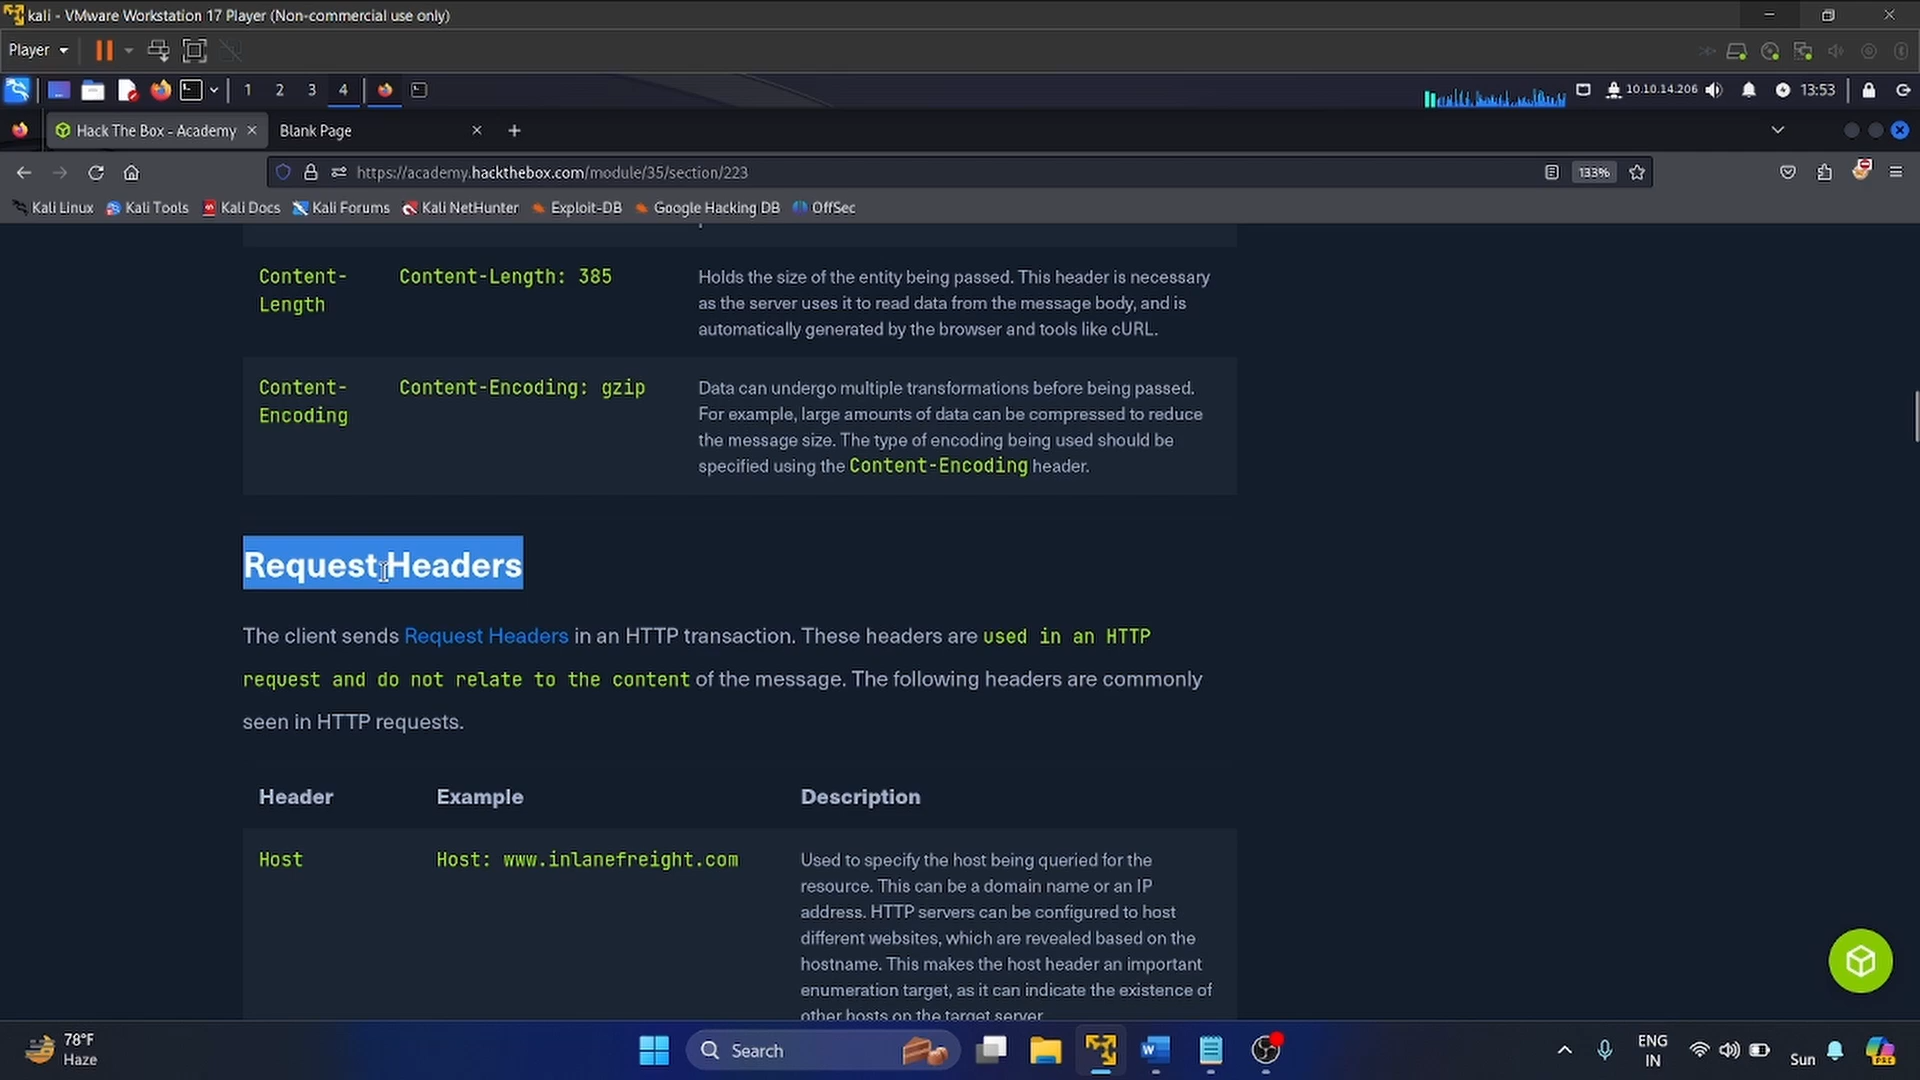 kali - VMware Workstation 17 Player (Non-commercial use only)
Player
1 2 3 4
10.10.14.206
13:53
Hack The Box - Academy
Blank Page
https://academy.hackthebox.com/module/35/section/223
133%
Kali Linux
Kali Tools
Kali Docs
Kali Forums
Kali NetHunter
Exploit-DB
Google Hacking DB
OffSec
Content-
Length
Content-Length: 385
Holds the size of the entity being passed. This header is necessary
as the server uses it to read data from the message body, and is
automatically generated by the browser and tools like cURL.
Content-
Encoding
Content-Encoding: gzip
Data can undergo multiple transformations before being passed.
For example, large amounts of data can be compressed to reduce
the message size. The type of encoding being used should be
specified using the Content-Encoding header.
Request Headers
The client sends Request Headers in an HTTP transaction. These headers are used in an HTTP
request and do not relate to the content of the message. The following headers are commonly
seen in HTTP requests.
Header
Example
Description
Host
Host: www.inlanefreight.com
Used to specify the host being queried for the
resource. This can be a domain name or an IP
address. HTTP servers can be configured to host
different websites, which are revealed based on the
hostname. This makes the host header an important
enumeration target, as it can indicate the existence of
other hosts on the target server.
78°F
Haze
Search
ENG
IN
Sun